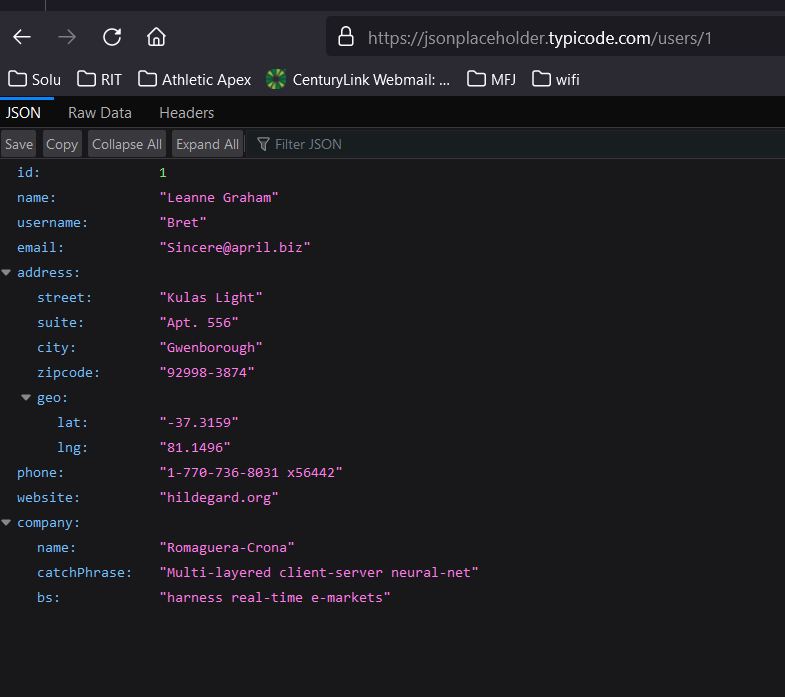 https://jsonplaceholder.typicode.com/users/1
Solu RIT Athletic Apex CenturyLink Webmail: ... MFJ wifi
JSON Raw Data Headers
Save Copy Collapse All Expand All Filter JSON
id: 1
name: "Leanne Graham"
username: "Bret"
email: "Sincere@april.biz"
address:
street: "Kulas Light"
suite: "Apt. 556"
city: "Gwenborough"
zipcode: "92998-3874"
geo:
lat: "-37.3159"
lng: "81.1496"
phone: "1-770-736-8031 x56442"
website: "hildegard.org"
company:
name: "Romaguera-Crona"
catchPhrase: "Multi-layered client-server neural-net"
bs: "harness real-time e-markets"